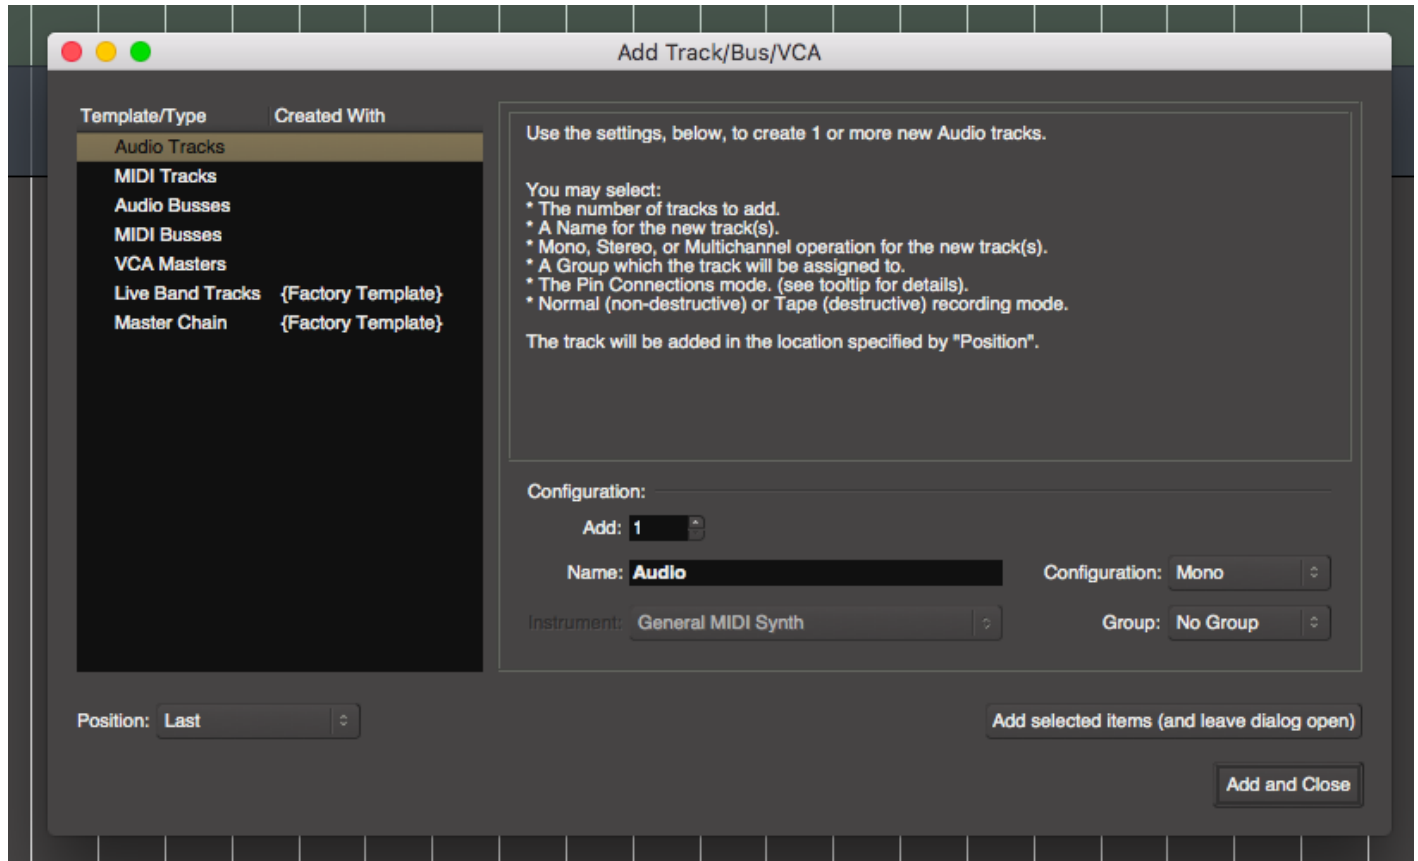 Add Track/Bus/VCA
Template/Type Created With
Audio Tracks
MIDI Tracks
Audio Busses
MIDI Busses
VCA Masters
Live Band Tracks {Factory Template}
Master Chain {Factory Template}
Use the settings, below, to create 1 or more new Audio tracks.
You may select:
* The number of tracks to add.
* A Name for the new track(s).
* Mono, Stereo, or Multichannel operation for the new track(s).
* A Group which the track will be assigned to.
* The Pin Connections mode. (see tooltip for details).
* Normal (non-destructive) or Tape (destructive) recording mode.
The track will be added in the location specified by "Position".
Configuration:
Add: 1
Name: Audio Configuration: Mono
Instrument: General MIDI Synth Group: No Group
Position: Last Add selected items (and leave dialog open)
Add and Close